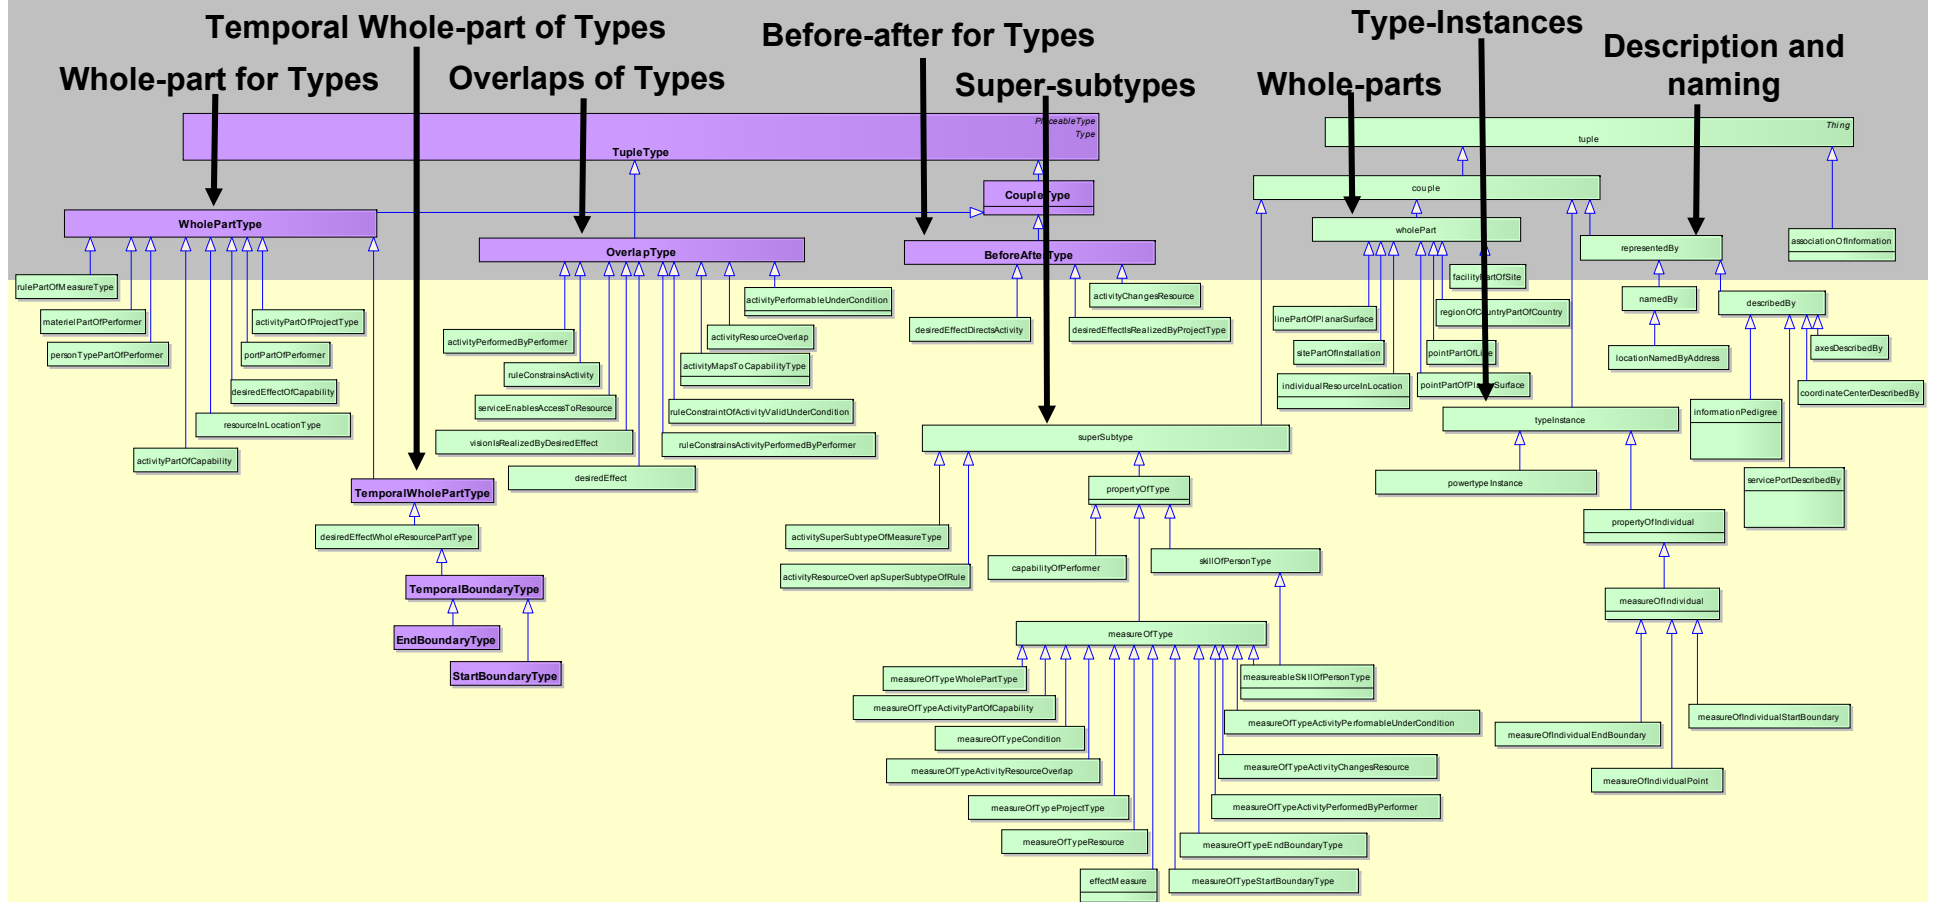 Temporal Whole-part of Types
Before-after for Types
Type-Instances
Description and
naming
Whole-part for Types
Overlaps of Types
Super-subtypes
Whole-parts
PlaceableType
Type
TupleType
Thing
tuple
CoupleType
couple
WholePartType
wholePart
OverlapType
BeforeAfterType
representedBy
associationOfInformation
rulePartOfMeasureType
materielPartOfPerformer
activityPartOfProjectType
personTypePartOfPerformer
portPartOfPerformer
desiredEffectOfCapability
resourceInLocationType
activityPartOfCapability
activityPerformableUnderCondition
activityPerformedByPerformer
activityResourceOverlap
ruleConstrainsActivity
activityMapsToCapabilityType
serviceEnablesAccessToResource
ruleConstraintOfActivityValidUnderCondition
visionIsRealizedByDesiredEffect
ruleConstrainsActivityPerformedByPerformer
desiredEffect
activityChangesResource
desiredEffectDirectsActivity
desiredEffectIsRealizedByProjectType
facilityPartOfSite
linePartOfPlanarSurface
regionOfCountryPartOfCountry
sitePartOfInstallation
pointPartOfLine
individualResourceInLocation
pointPartOfPlanarSurface
namedBy
describedBy
locationNamedByAddress
axesDescribedBy
coordinateCenterDescribedBy
informationPedigree
servicePortDescribedBy
superSubtype
typeInstance
powertypeInstance
propertyOfType
propertyOfIndividual
TemporalWholePartType
desiredEffectWholeResourcePartType
TemporalBoundaryType
EndBoundaryType
StartBoundaryType
activitySuperSubtypeOfMeasureType
activityResourceOverlapSuperSubtypeOfRule
capabilityOfPerformer
skillOfPersonType
measureOfIndividual
measureOfType
measureOfTypeWholePartType
measureableSkillOfPersonType
measureOfTypeActivityPartOfCapability
measureOfTypeActivityPerformableUnderCondition
measureOfTypeCondition
measureOfTypeActivityResourceOverlap
measureOfTypeActivityChangesResource
measureOfTypeProjectType
measureOfTypeActivityPerformedByPerformer
measureOfTypeResource
measureOfTypeEndBoundaryType
effectMeasure
measureOfTypeStartBoundaryType
measureOfIndividualStartBoundary
measureOfIndividualEndBoundary
measureOfIndividualPoint